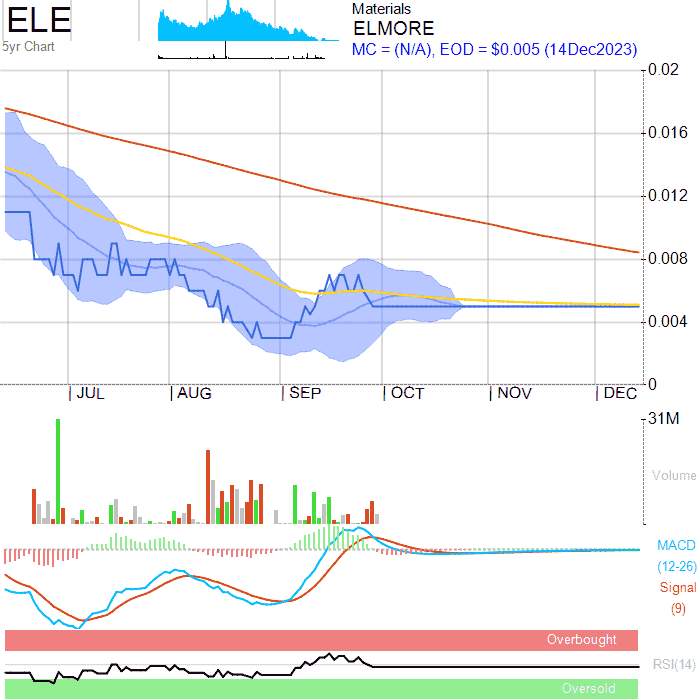 ELE
5yr Chart
Materials
ELMORE
MC = (N/A), EOD = $0.005 (14Dec2023)
0.02
0.016
0.012
0.008
0.004
0
JUL
AUG
SEP
OCT
NOV
DEC
31M
Volume
MACD
(12-26)
Signal
(9)
Overbought
RSI(14)
Oversold